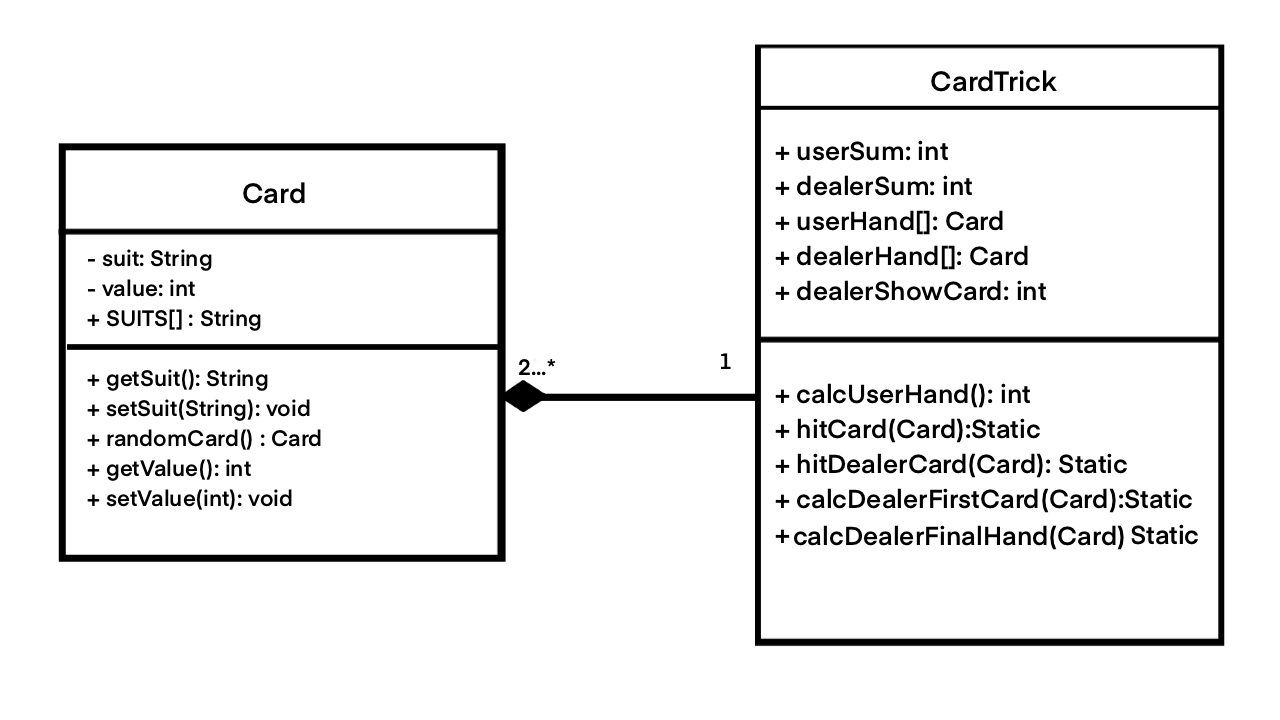 Card
- suit: String
- value: int
+ SUITS[] : String
+ getSuit(): String
+ setSuit(String): void
+ randomCard() : Card
+ getValue(): int
+ setValue(int): void
2...*
1
CardTrick
+ userSum: int
+ dealerSum: int
+ userHand[]: Card
+ dealerHand[]: Card
+ dealerShowCard: int
+ calcUserHand(): int
+ hitCard(Card):Static
+ hitDealerCard(Card): Static
+ calcDealerFirstCard(Card):Static
+calcDealerFinalHand(Card) Static